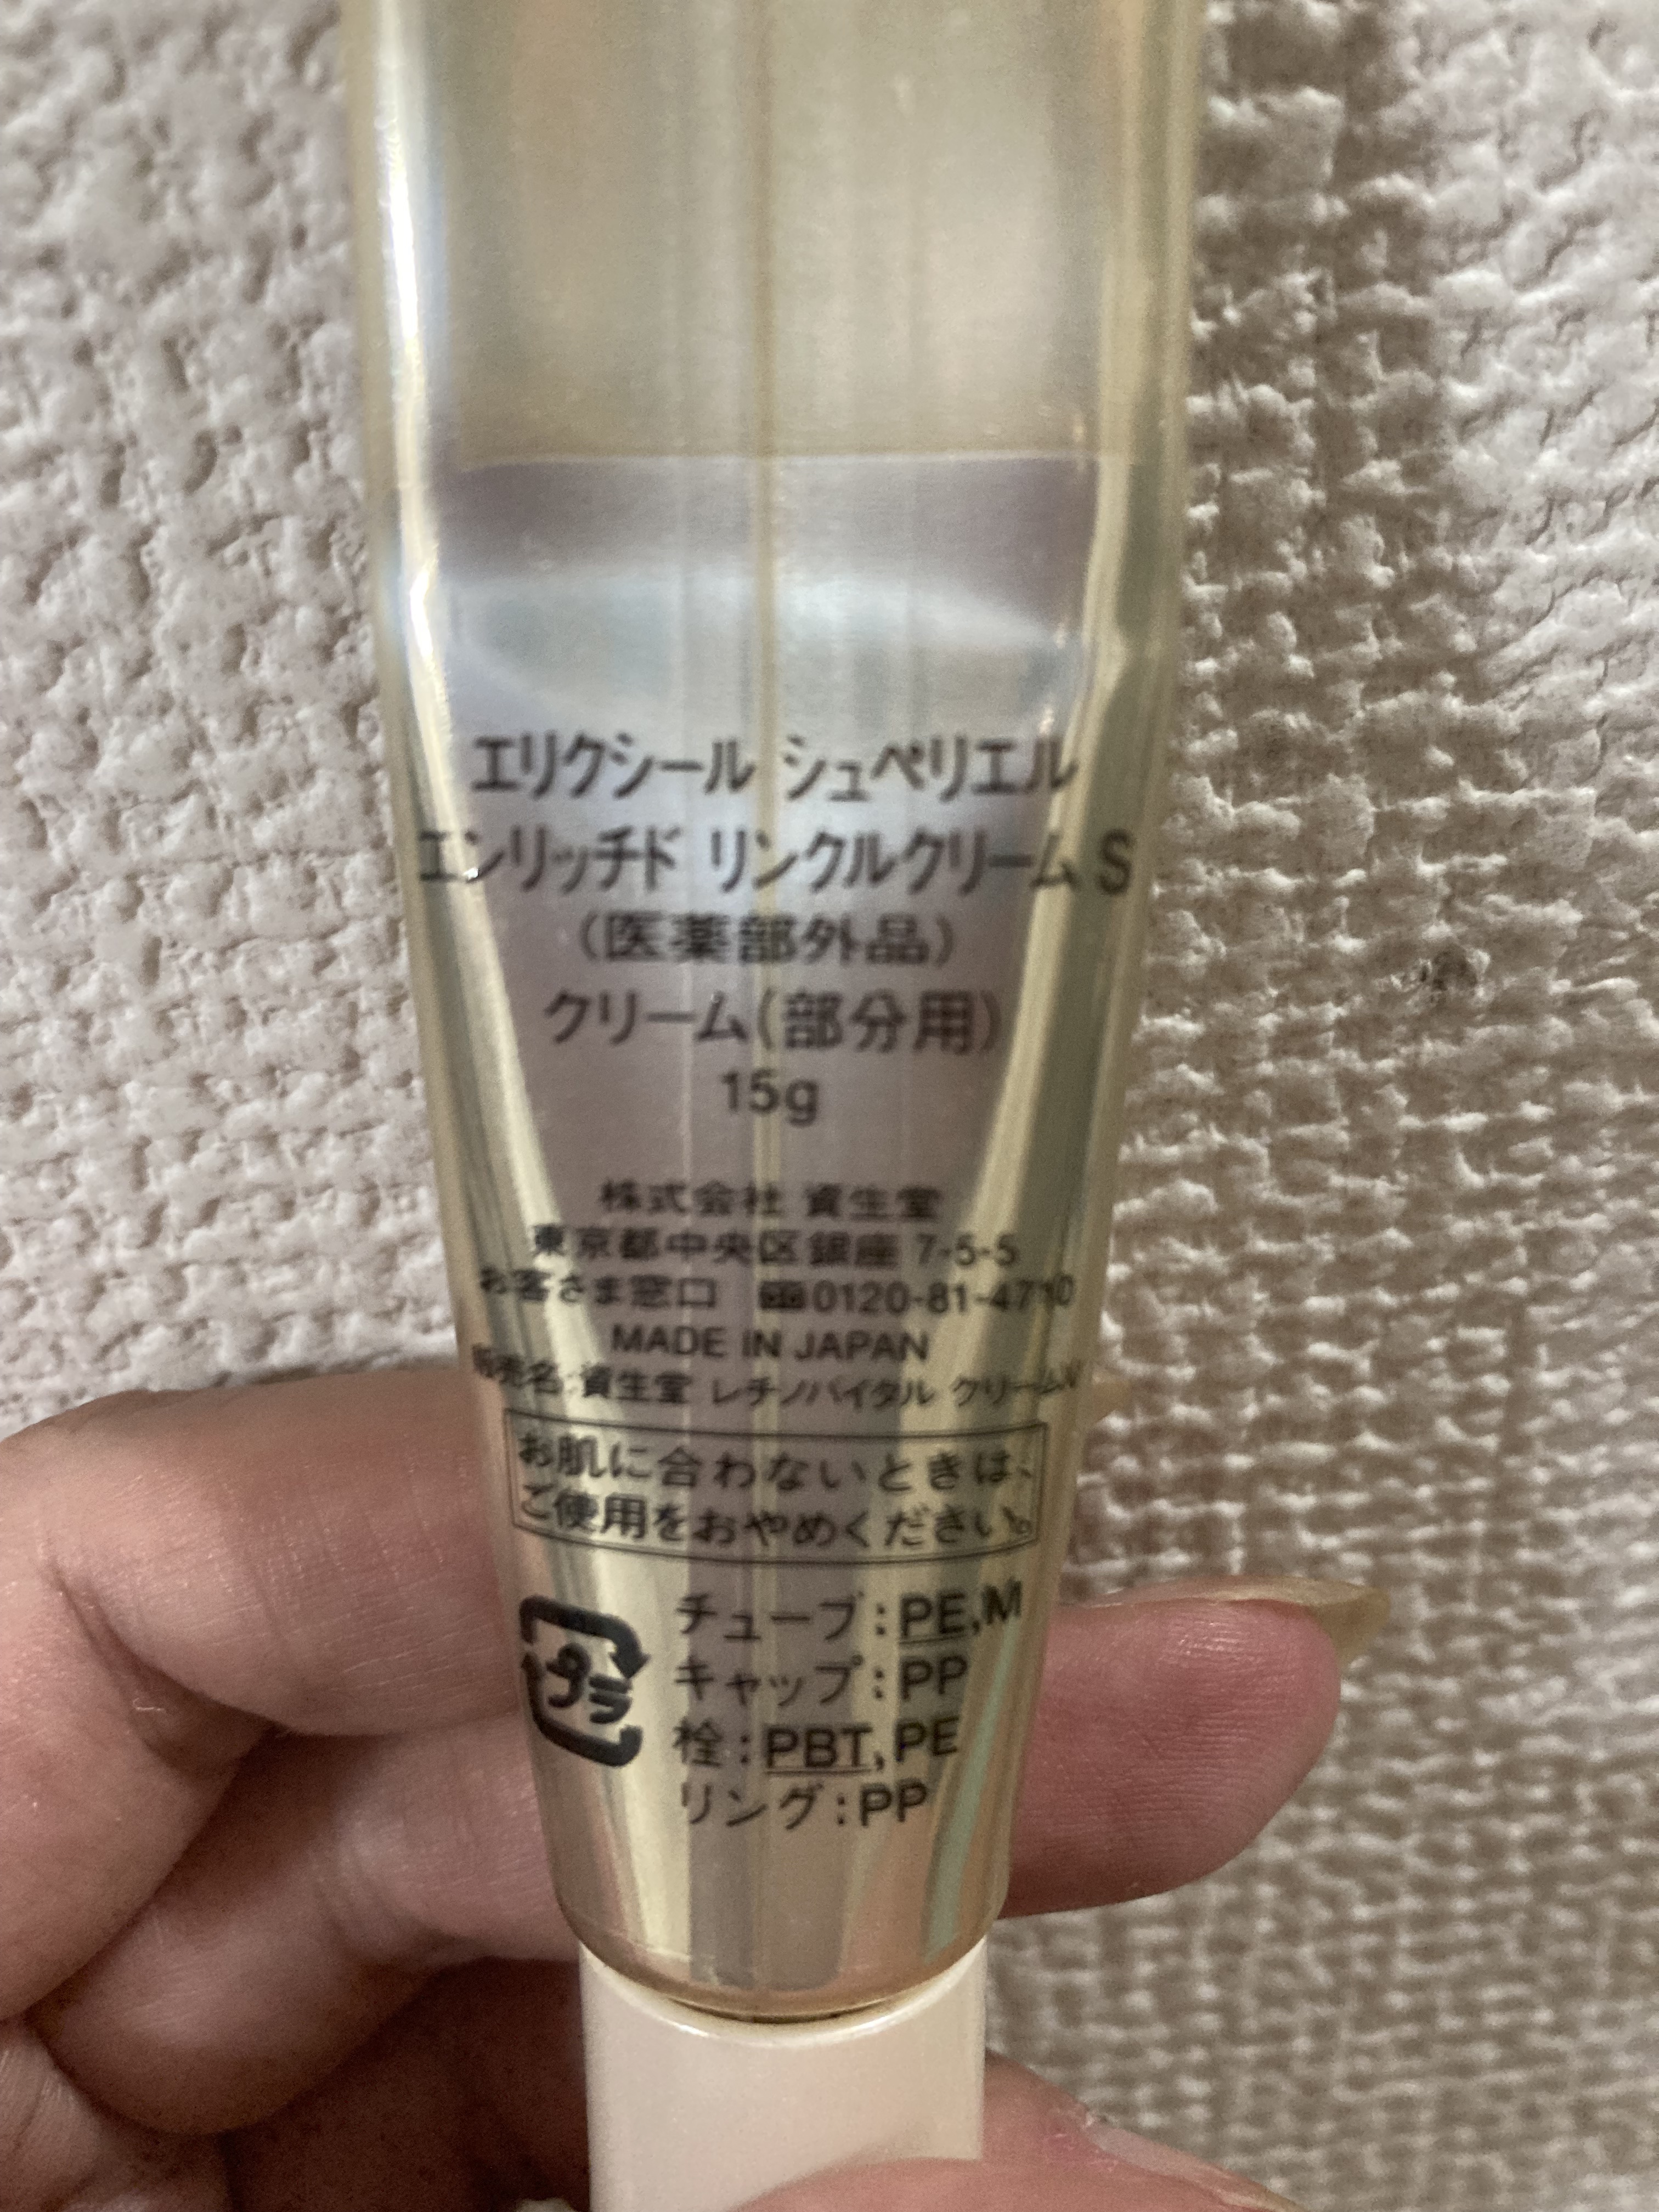 エリクシール シュペリエル
エンリッチド リンクルクリーム S
(医薬部外品)
クリーム(部分用)
15g
株式会社 資生堂
東京都中央区銀座 7-5-5
お客さま窓口 0120-81-4710
MADE IN JAPAN
販売名:資生堂 レチノバイタル クリームV
お肌に合わないときは、
ご使用をおやめください。
プラ
チューブ:PE,M
キャップ:PP
栓:PBT,PE
リング:PP